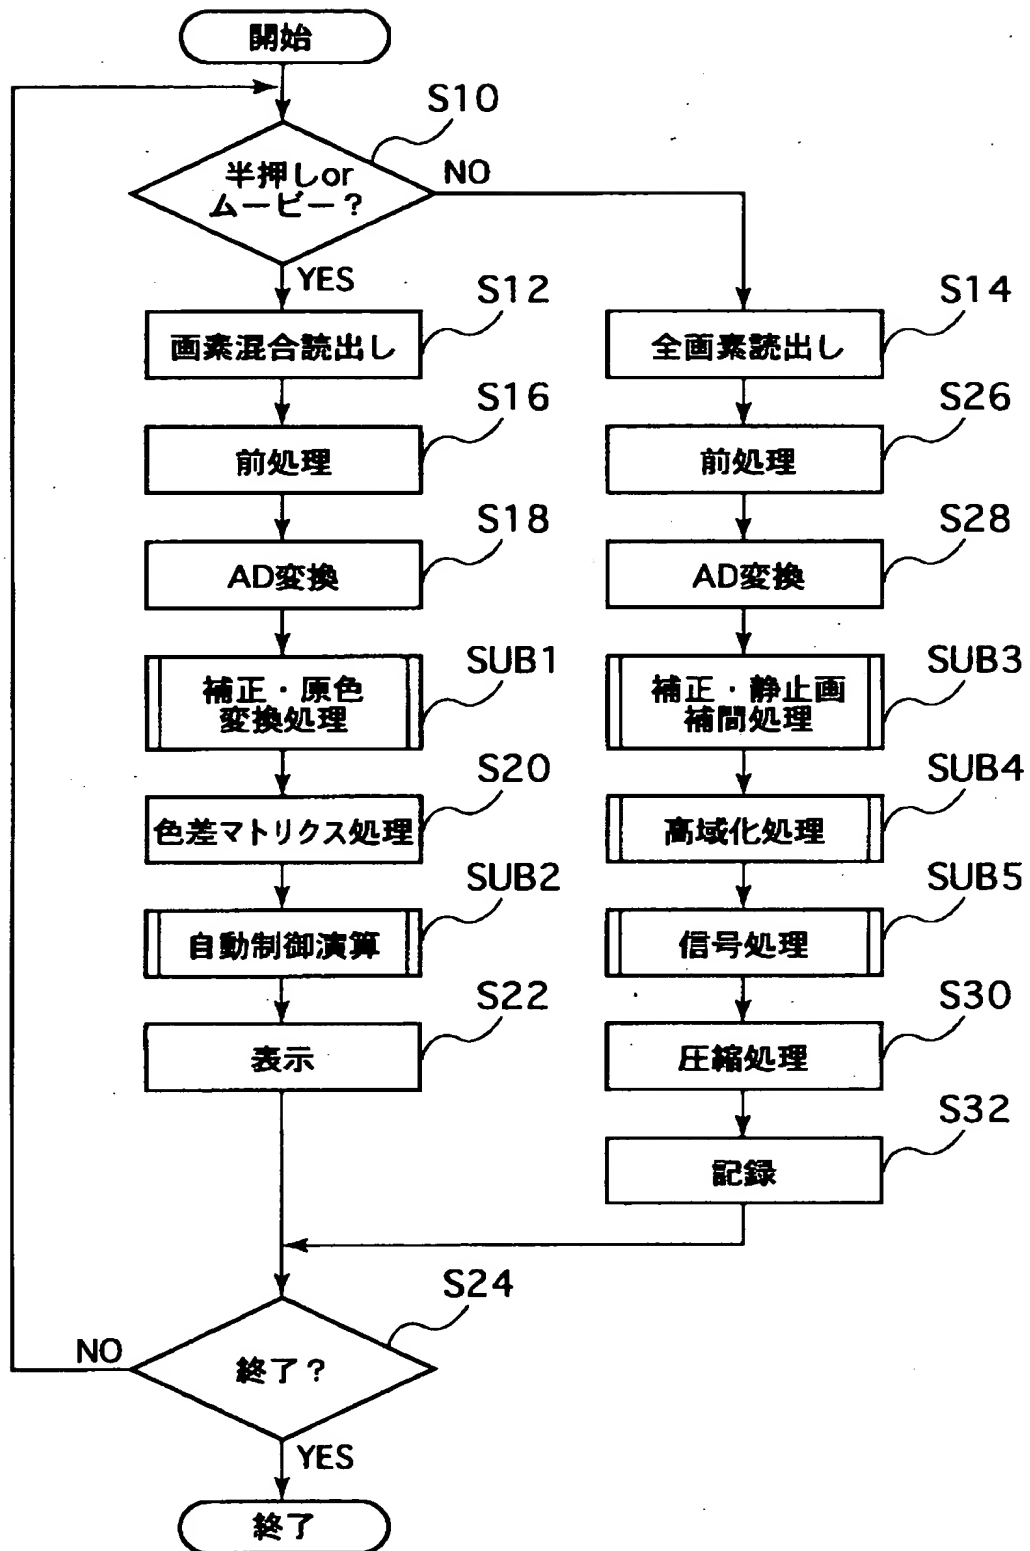 開始
S10
半押しor
ムービー？
NO
YES
S12
画素混合読出し
S14
全画素読出し
S16
前処理
S26
前処理
S18
AD変換
S28
AD変換
SUB1
補正・原色
変換処理
SUB3
補正・静止画
補間処理
S20
色差マトリクス処理
SUB4
高域化処理
SUB2
自動制御演算
SUB5
信号処理
S22
表示
S30
圧縮処理
S32
記録
S24
終了？
NO
YES
終了